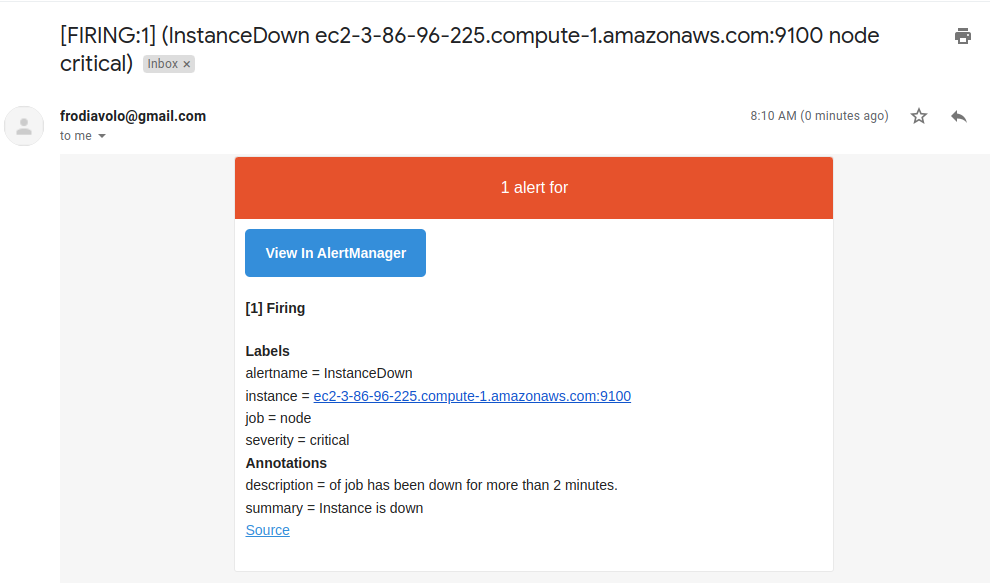 [FIRING:1] (InstanceDown ec2-3-86-96-225.compute-1.amazonaws.com:9100 node
critical) Inbox ×
frodiavolo@gmail.com 8:10 AM (0 minutes ago)
to me
1 alert for
View In AlertManager
[1] Firing
Labels
alertname = InstanceDown
instance = ec2-3-86-96-225.compute-1.amazonaws.com:9100
job = node
severity = critical
Annotations
description = of job has been down for more than 2 minutes.
summary = Instance is down
Source